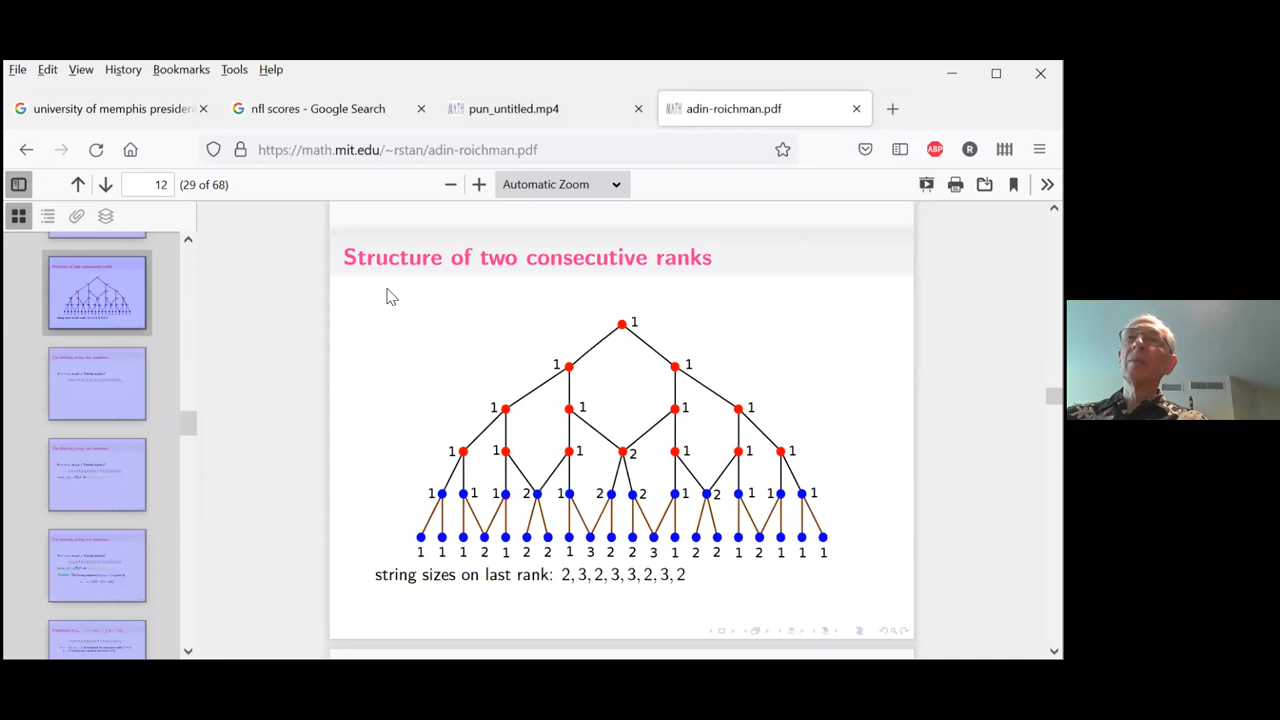 File Edit View History Bookmarks Tools Help
university of memphis presiden
nfl scores - Google Search
MATH pun_untitled.mp4
MATH adin-roichman.pdf
https://math.mit.edu/~rstan/adin-roichman.pdf
ABP
R
12 (29 of 68)
Automatic Zoom
Structure of two consecutive ranks
1
1 1
1 1 1 1
1 1 1 2 1 1 1
1 1 1 2 1 2 2 1 2 1 1 1
1 1 1 2 1 2 2 1 3 2 2 3 1 2 2 1 2 1 1 1
string sizes on last rank: 2, 3, 2, 3, 3, 2, 3, 2